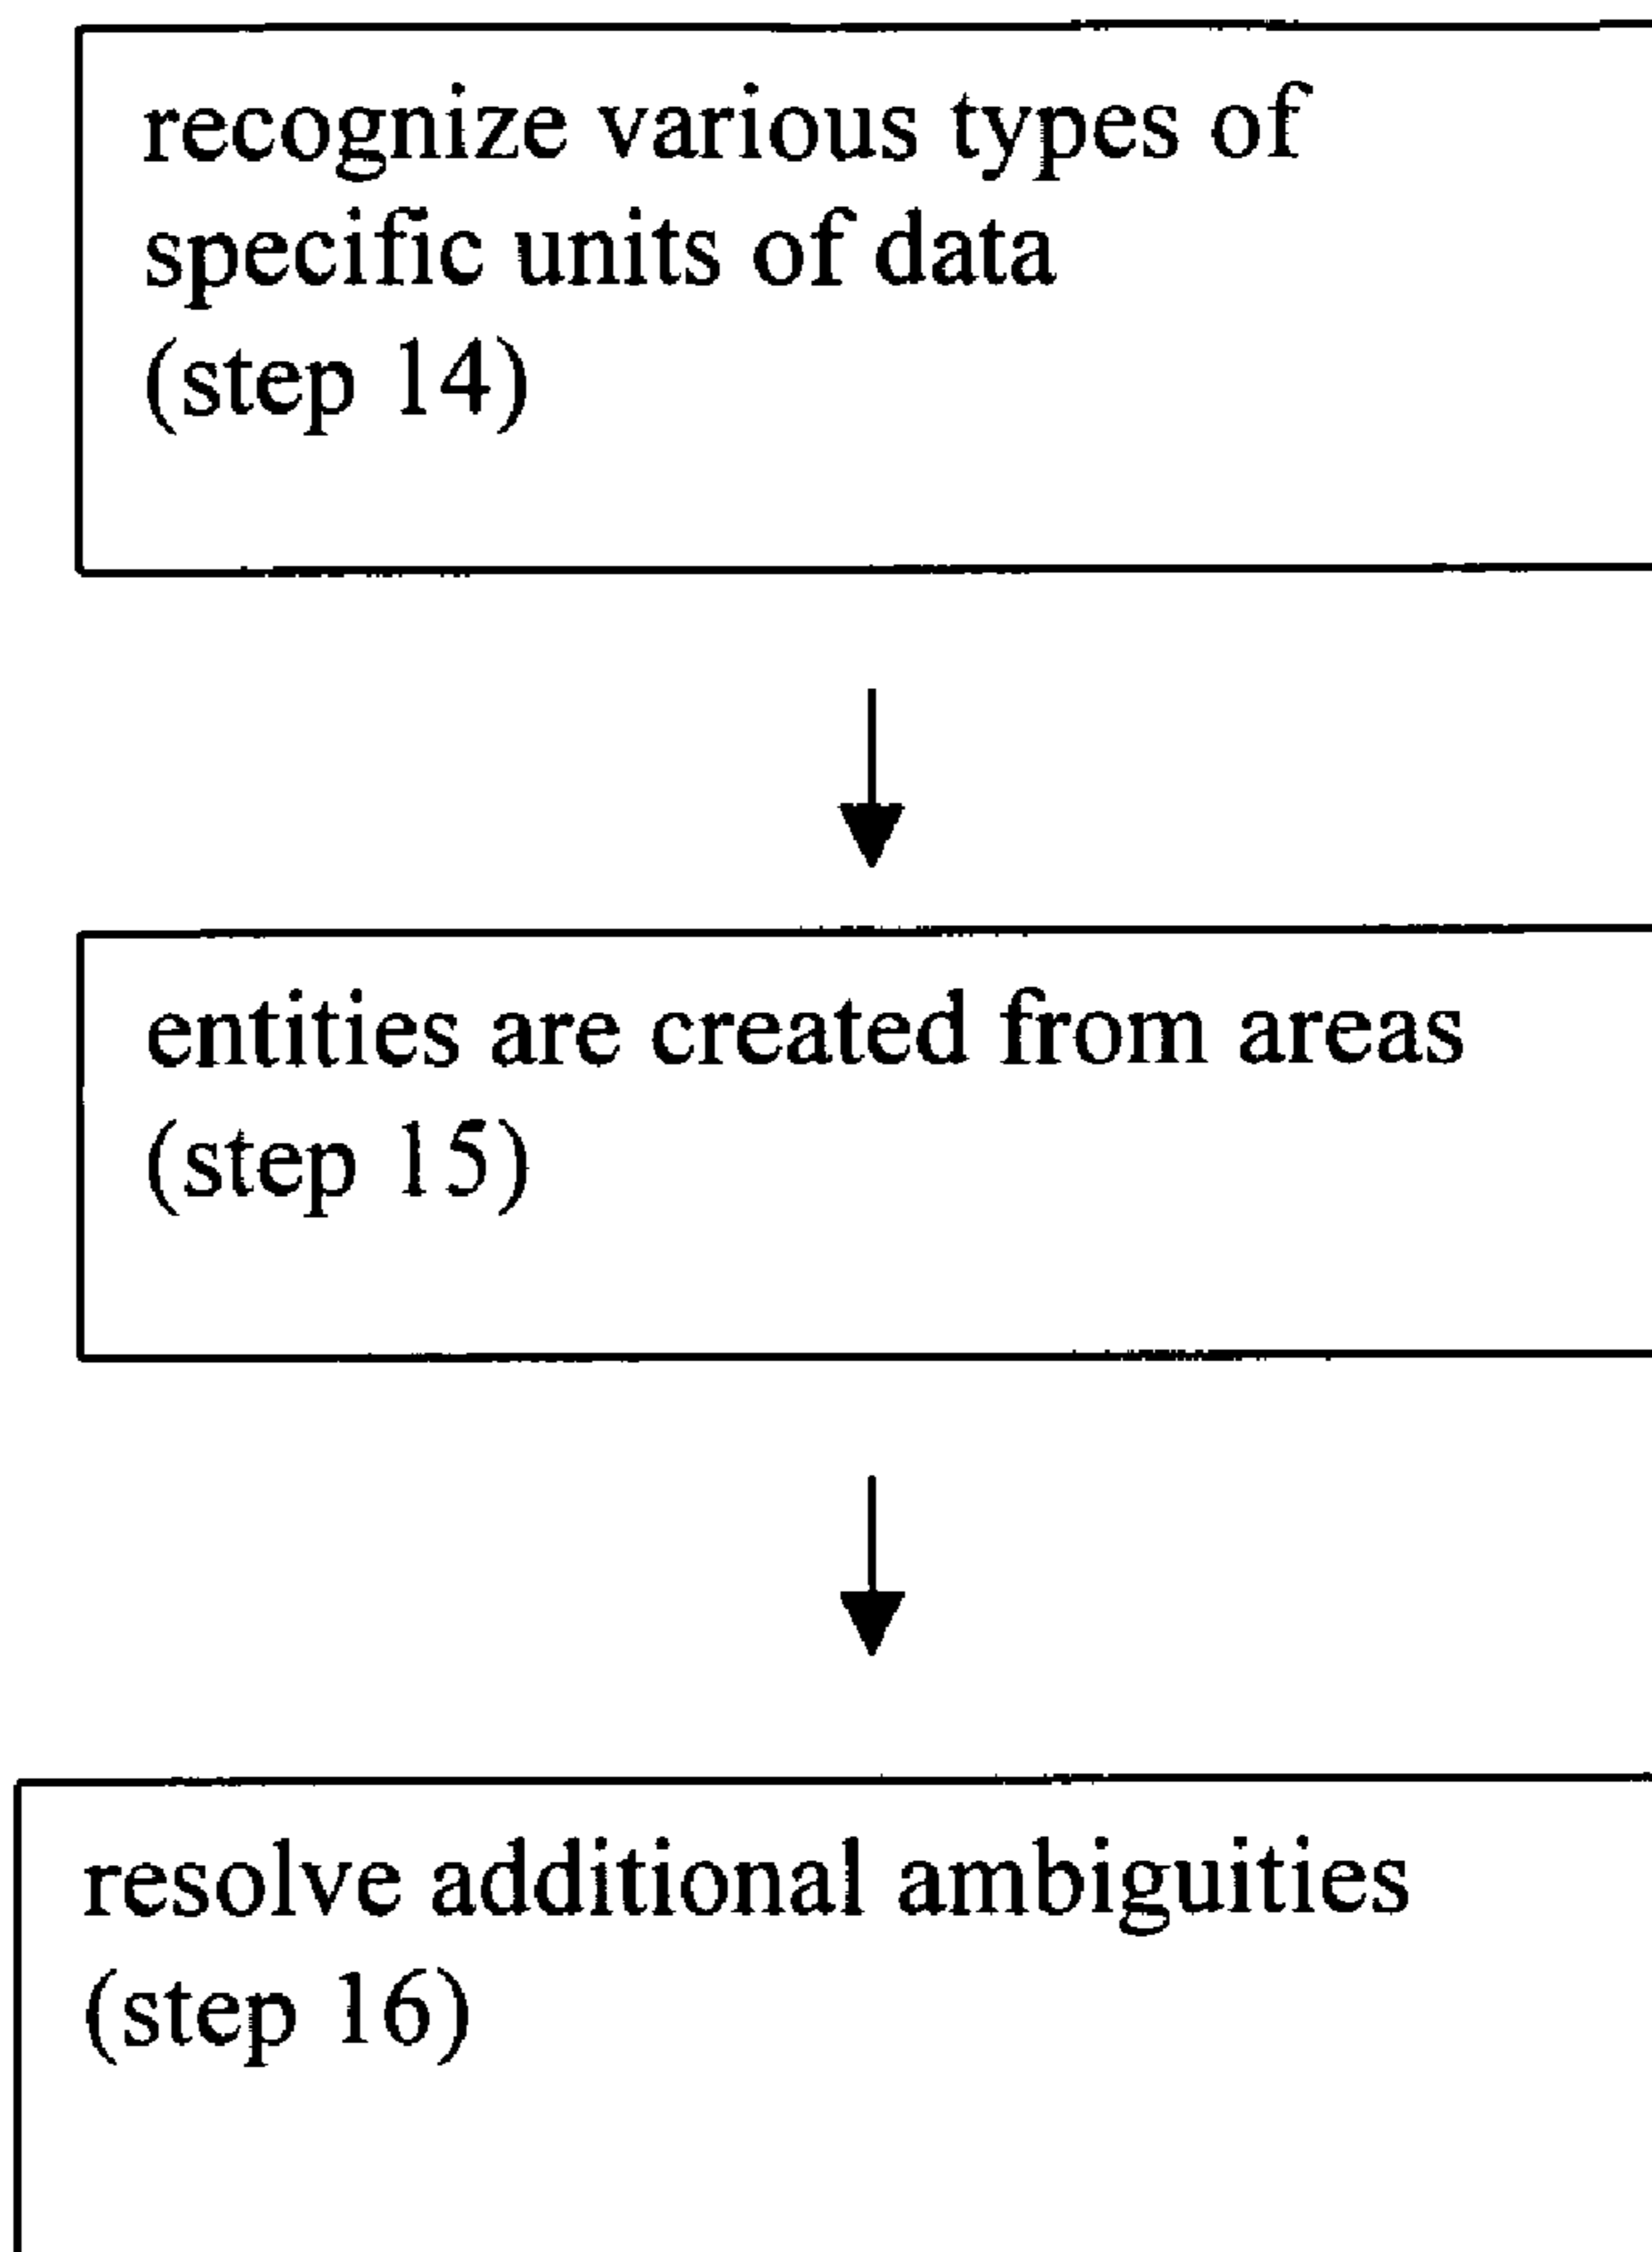 recognize various types of
specific units of data
(step 14)
entities are created from areas
(step 15)
resolve additional ambiguities
(step 16)